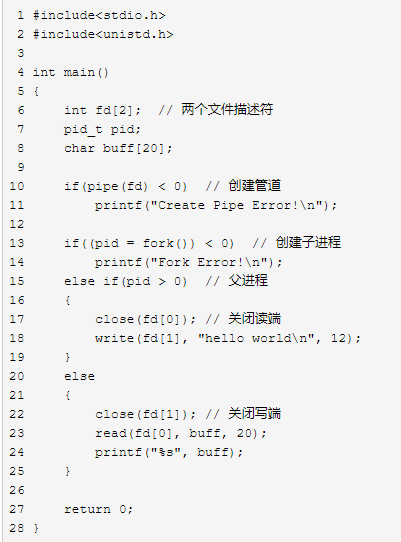 1 #include<stdio.h>
2 #include<unistd.h>
3
4 int main()
5 {
6     int fd[2];  // 两个文件描述符
7     pid_t pid;
8     char buff[20];
9
10     if(pipe(fd) < 0)  // 创建管道
11         printf("Create Pipe Error!\n");
12
13     if((pid = fork()) < 0)  // 创建子进程
14         printf("Fork Error!\n");
15     else if(pid > 0)  // 父进程
16     {
17         close(fd[0]); // 关闭读端
18         write(fd[1], "hello world\n", 12);
19     }
20     else
21     {
22         close(fd[1]); // 关闭写端
23         read(fd[0], buff, 20);
24         printf("%s", buff);
25     }
26
27     return 0;
28 }